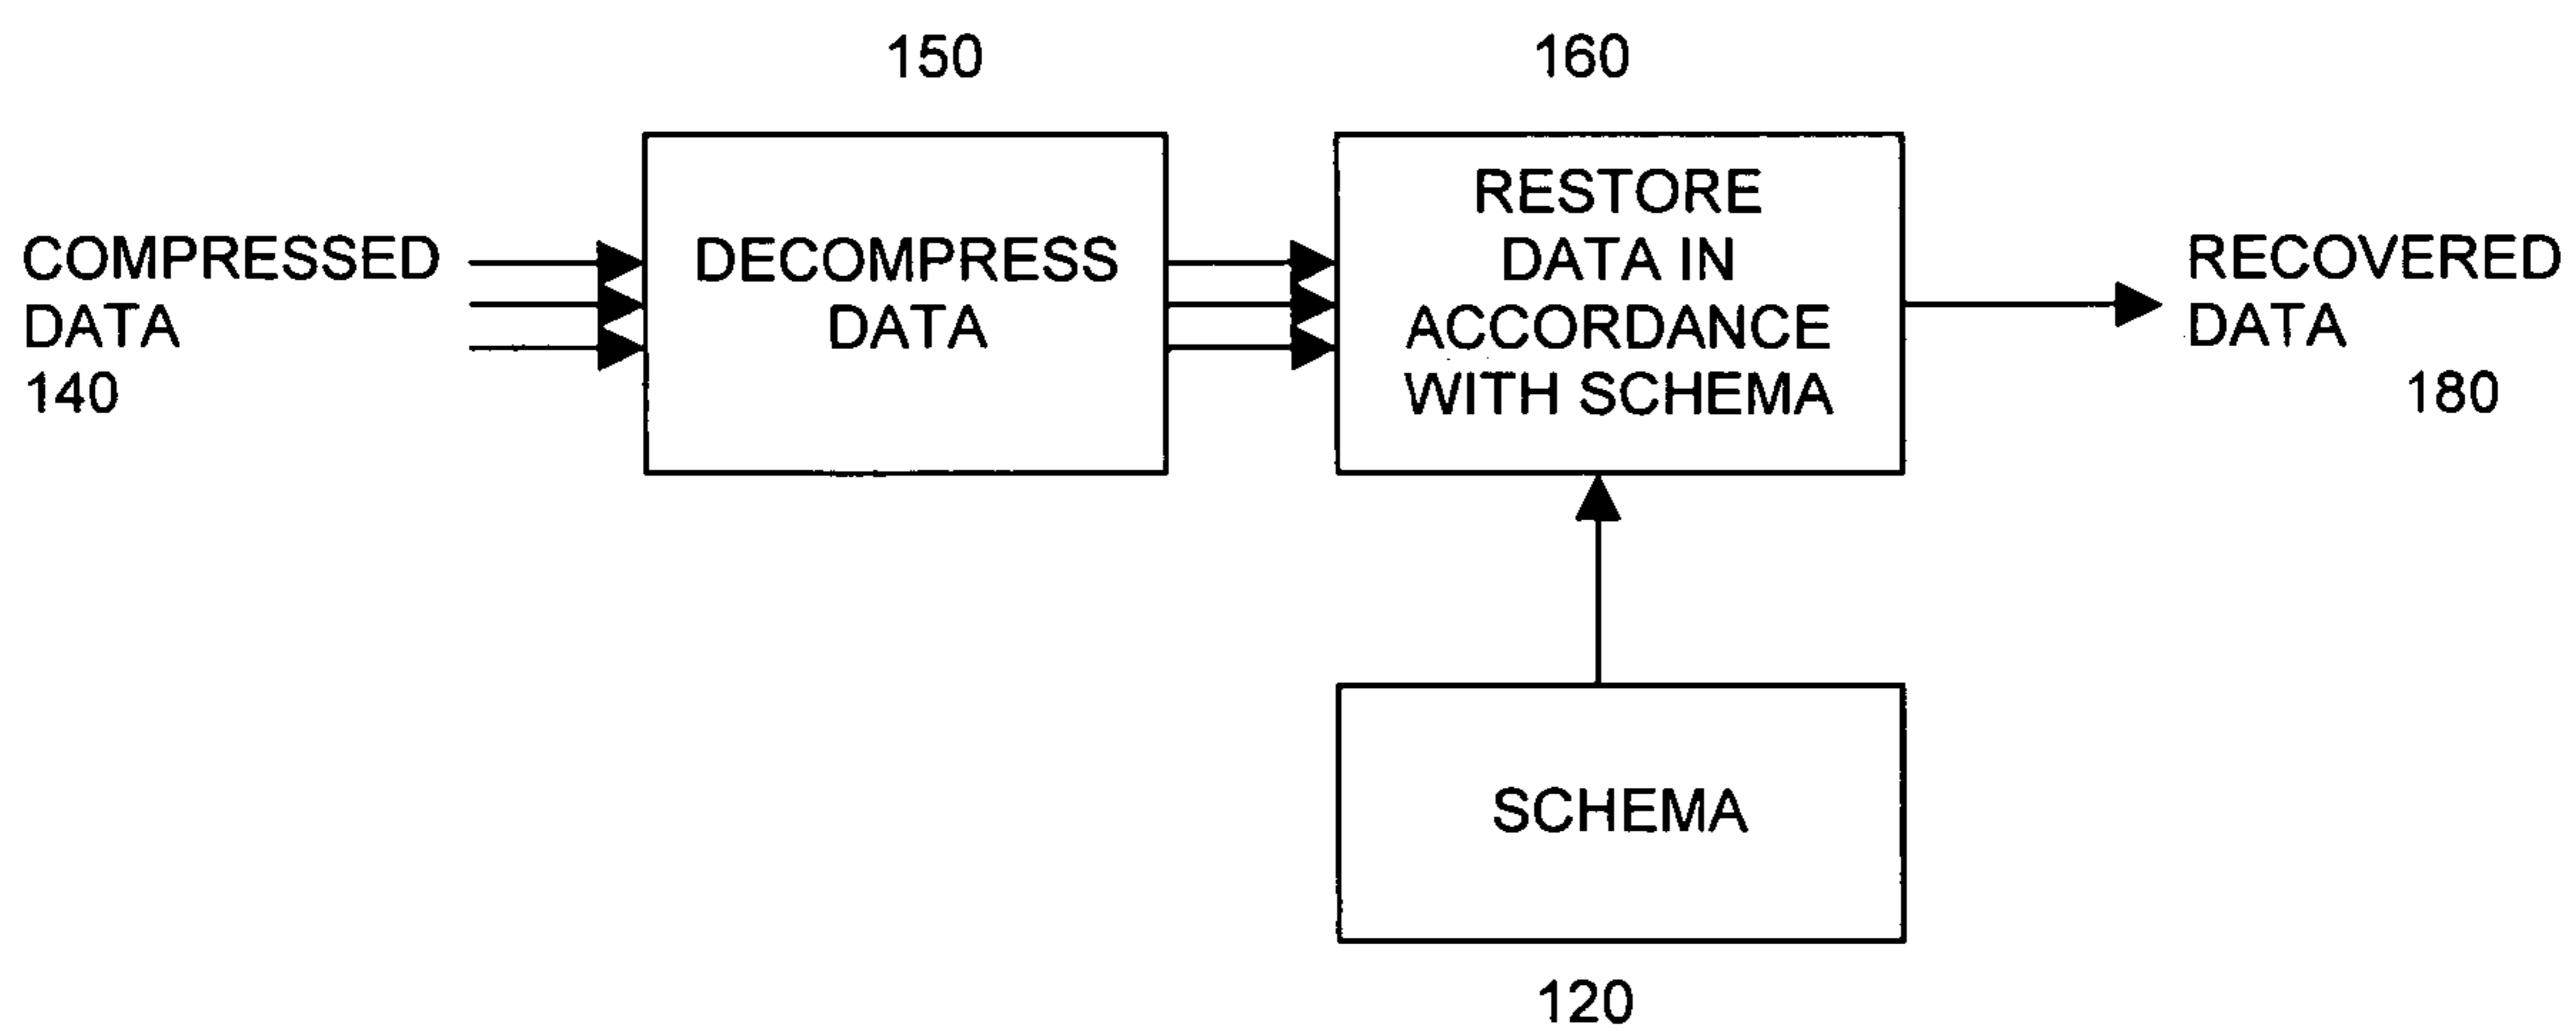 150
160
COMPRESSED
DATA
140
DECOMPRESS
DATA
RESTORE
DATA IN
ACCORDANCE
WITH SCHEMA
RECOVERED
DATA
180
SCHEMA
120